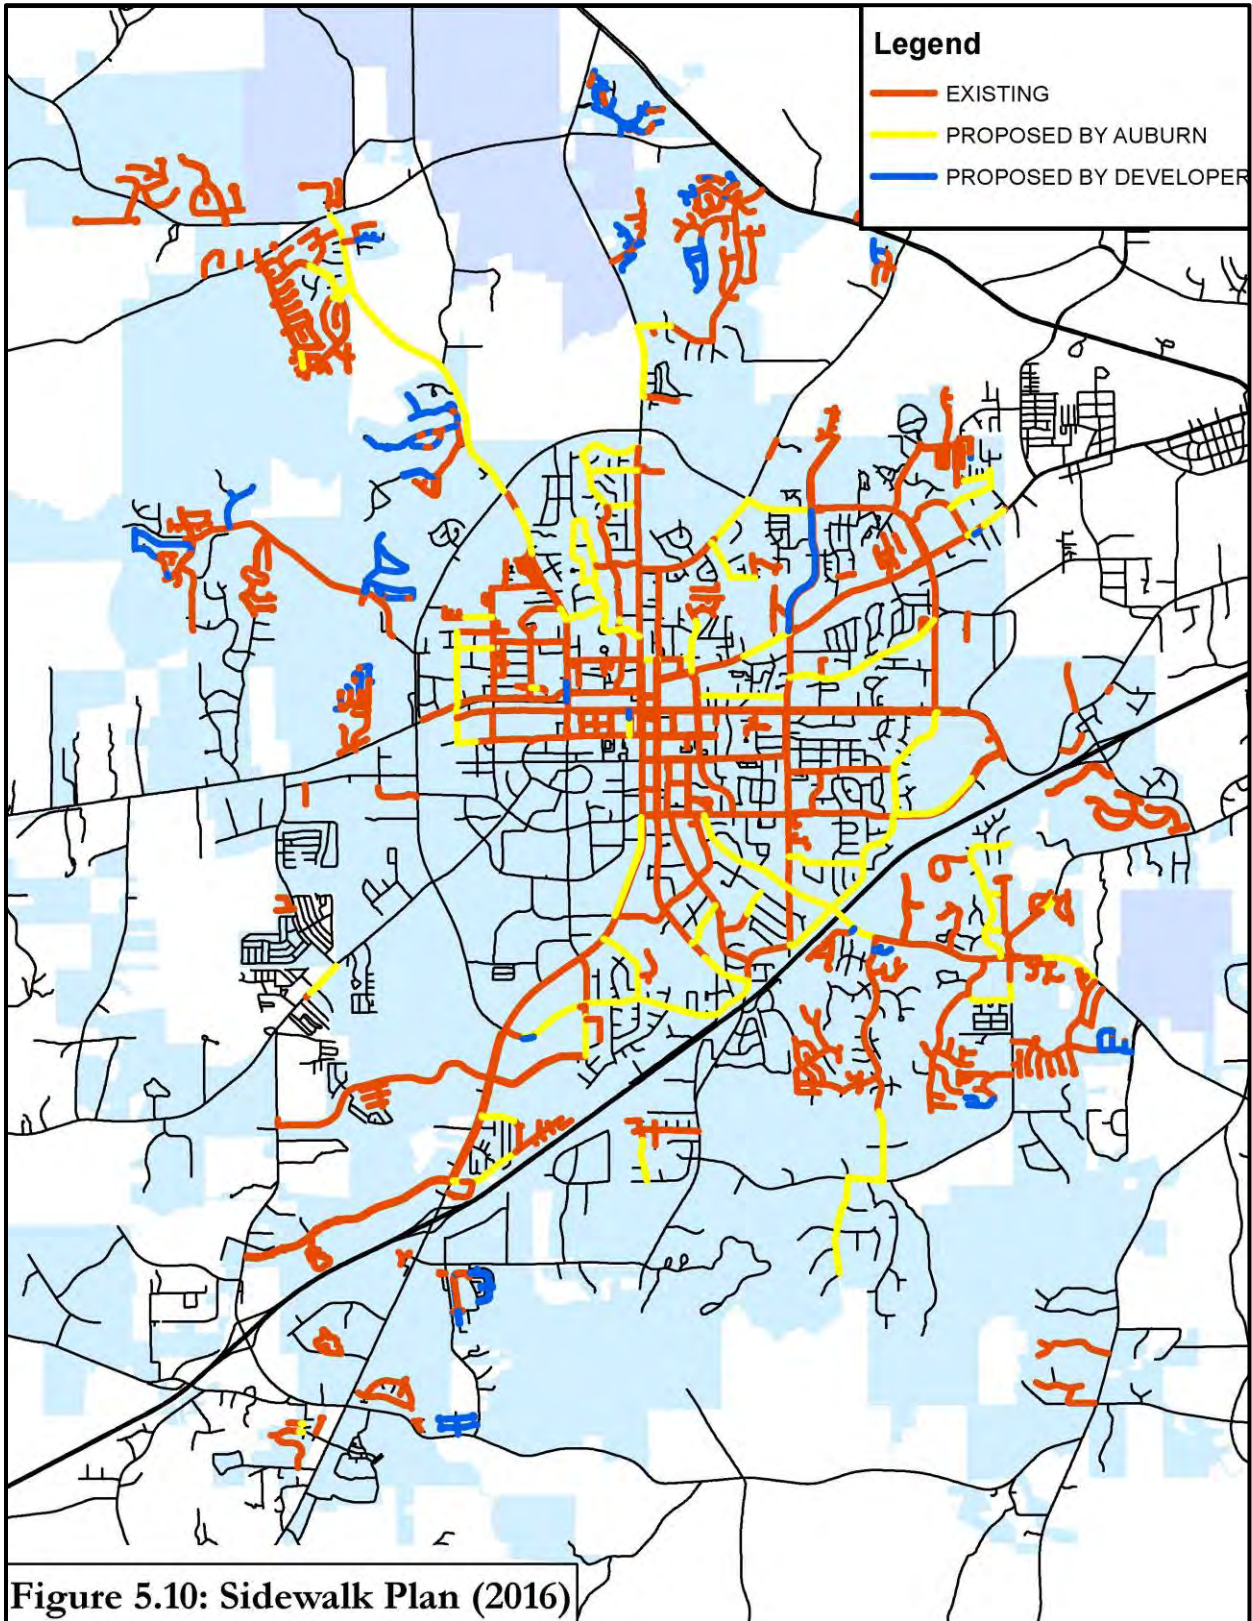 Legend
EXISTING
PROPOSED BY AUBURN
PROPOSED BY DEVELOPER
Figure 5.10: Sidewalk Plan (2016)